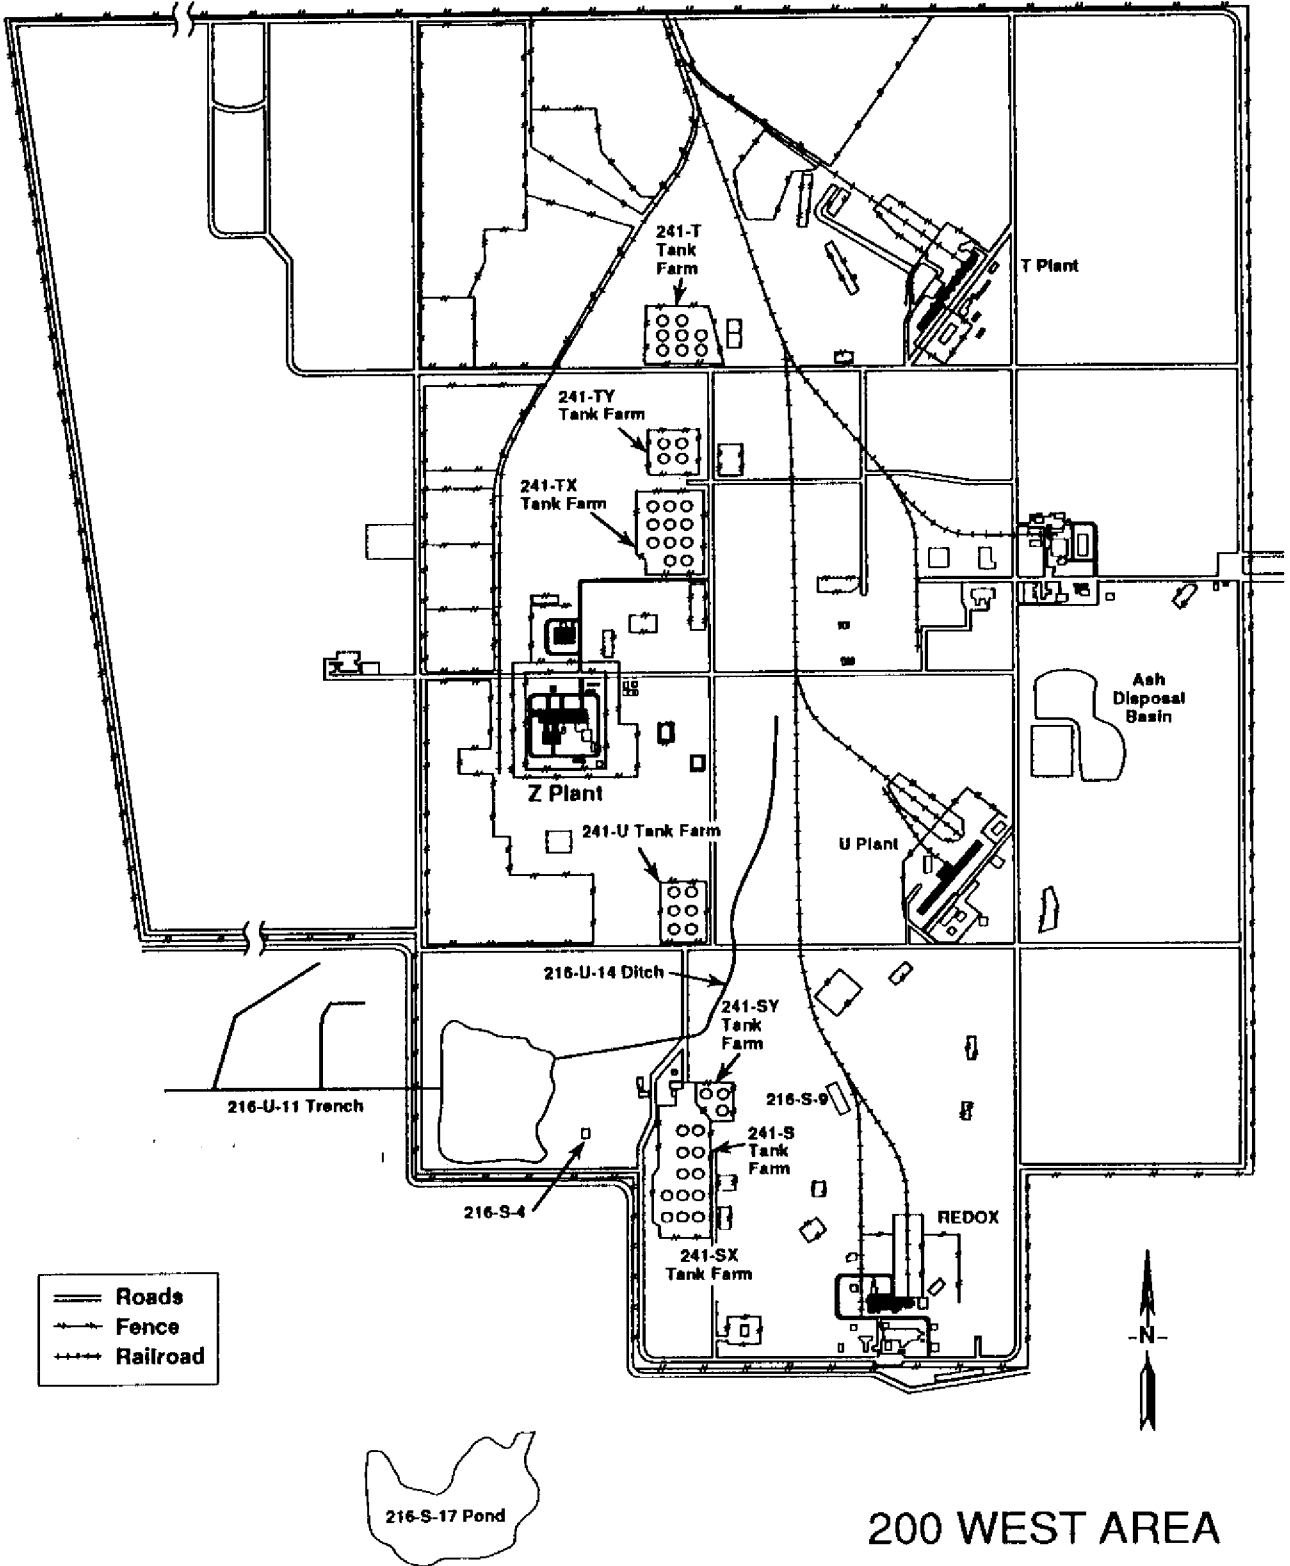 241-T
Tank
Farm
T Plant
241-TY
Tank Farm
241-TX
Tank Farm
Ash
Disposal
Basin
Z Plant
241-U Tank Farm
U Plant
216-U-14 Ditch
241-SY
Tank
Farm
216-U-11 Trench
216-S-9
241-S
Tank
Farm
216-S-4
REDOX
241-SX
Tank Farm
Roads
Fence
Railroad
-N-
216-S-17 Pond
200 WEST AREA